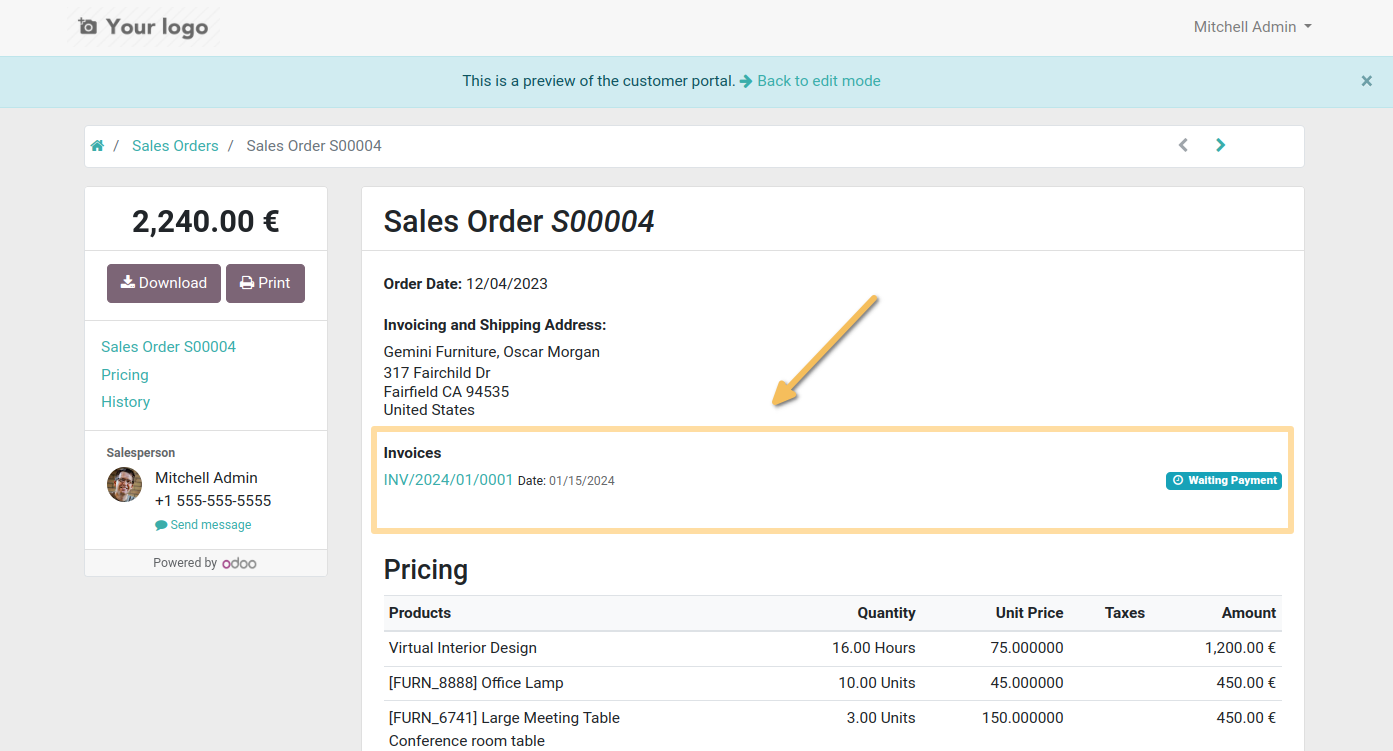 Your logo
Mitchell Admin
This is a preview of the customer portal. Back to edit mode ×
/ Sales Orders / Sales Order S00004
2,240.00 €
Download Print
Sales Order S00004
Pricing
History
Salesperson
Mitchell Admin
+1 555-555-5555
Send message
Powered by odoo
Sales Order S00004
Order Date: 12/04/2023
Invoicing and Shipping Address:
Gemini Furniture, Oscar Morgan
317 Fairchild Dr
Fairfield CA 94535
United States
Invoices
INV/2024/01/0001 Date: 01/15/2024 Waiting Payment
Pricing
Products Quantity Unit Price Taxes Amount
Virtual Interior Design 16.00 Hours 75.000000 1,200.00 €
[FURN_8888] Office Lamp 10.00 Units 45.000000 450.00 €
[FURN_6741] Large Meeting Table 3.00 Units 150.000000 450.00 €
Conference room table